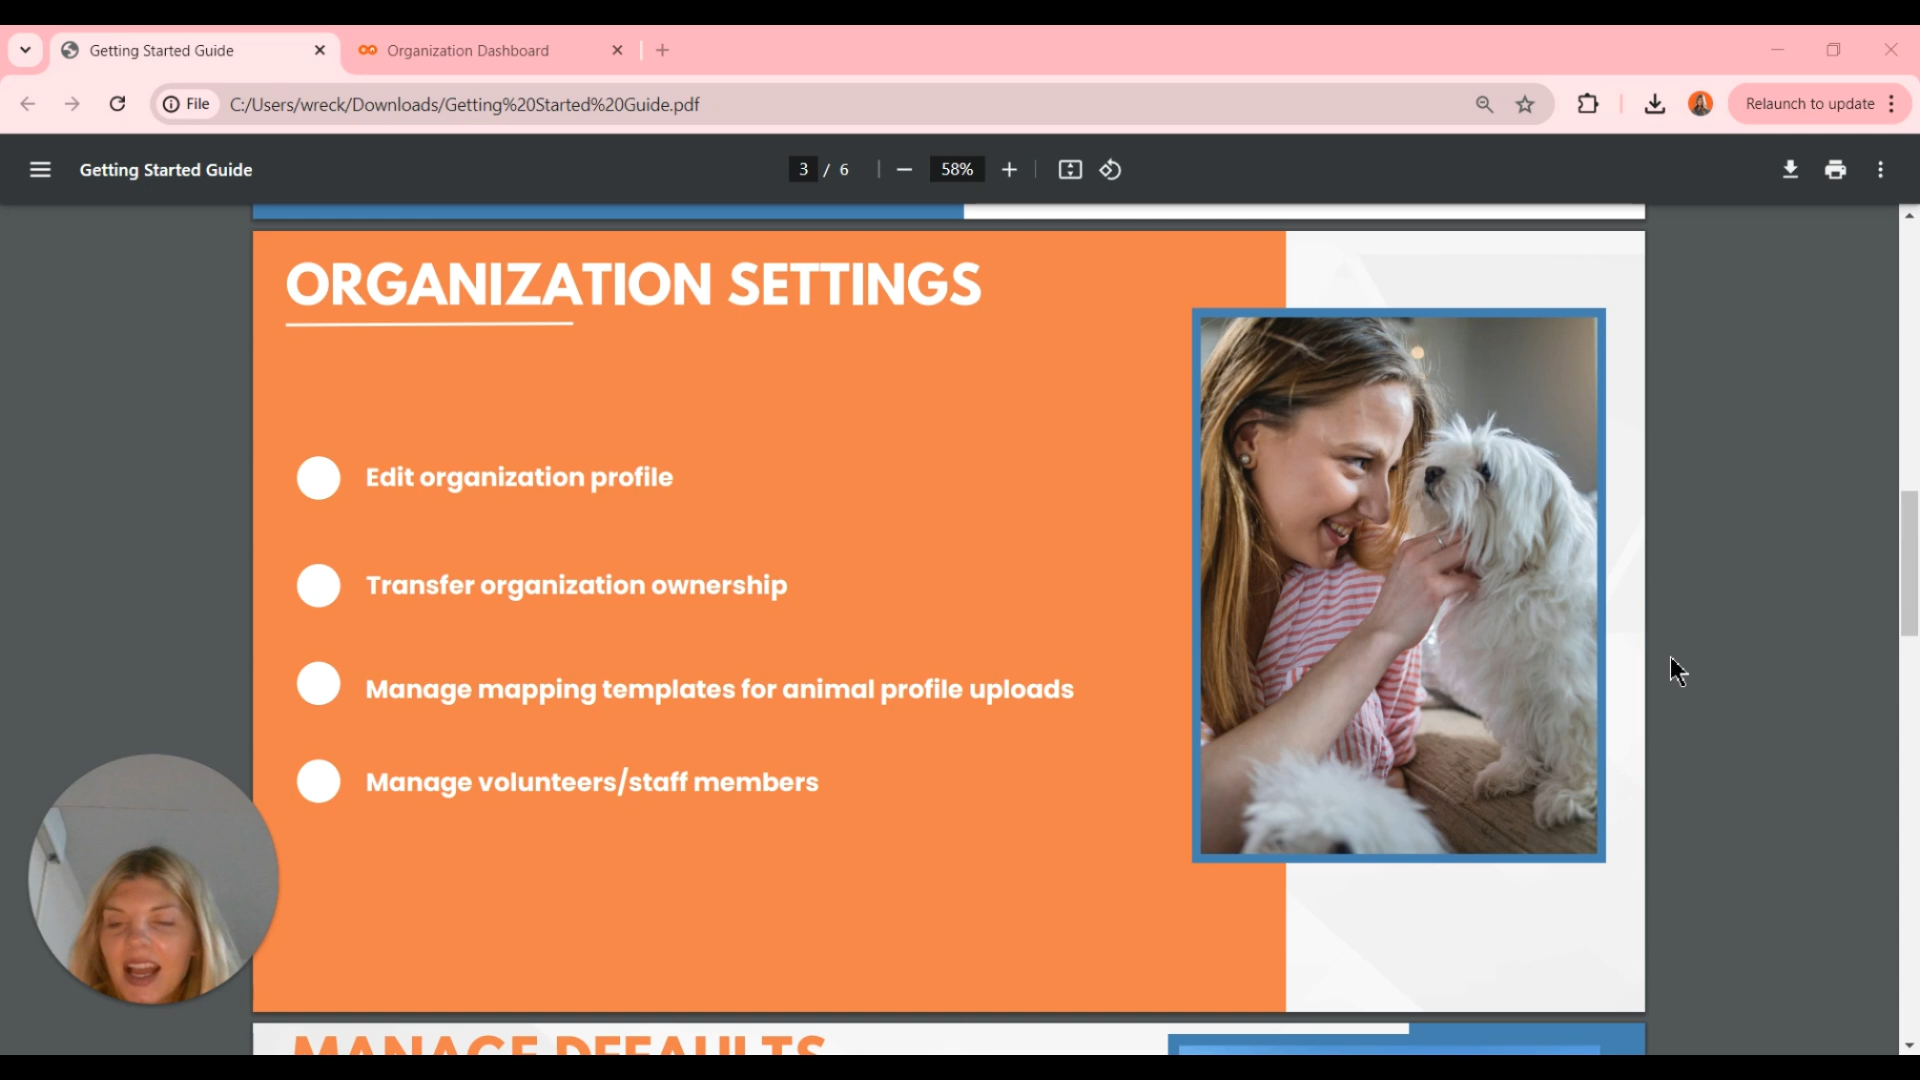 Getting Started Guide
Organization Dashboard
File
C:/Users/wreck/Downloads/Getting%20Started%20Guide.pdf
Relaunch to update
Getting Started Guide
3 / 6
58%
ORGANIZATION SETTINGS
Edit organization profile
Transfer organization ownership
Manage mapping templates for animal profile uploads
Manage volunteers/staff members
MANAGE DEFAULTS